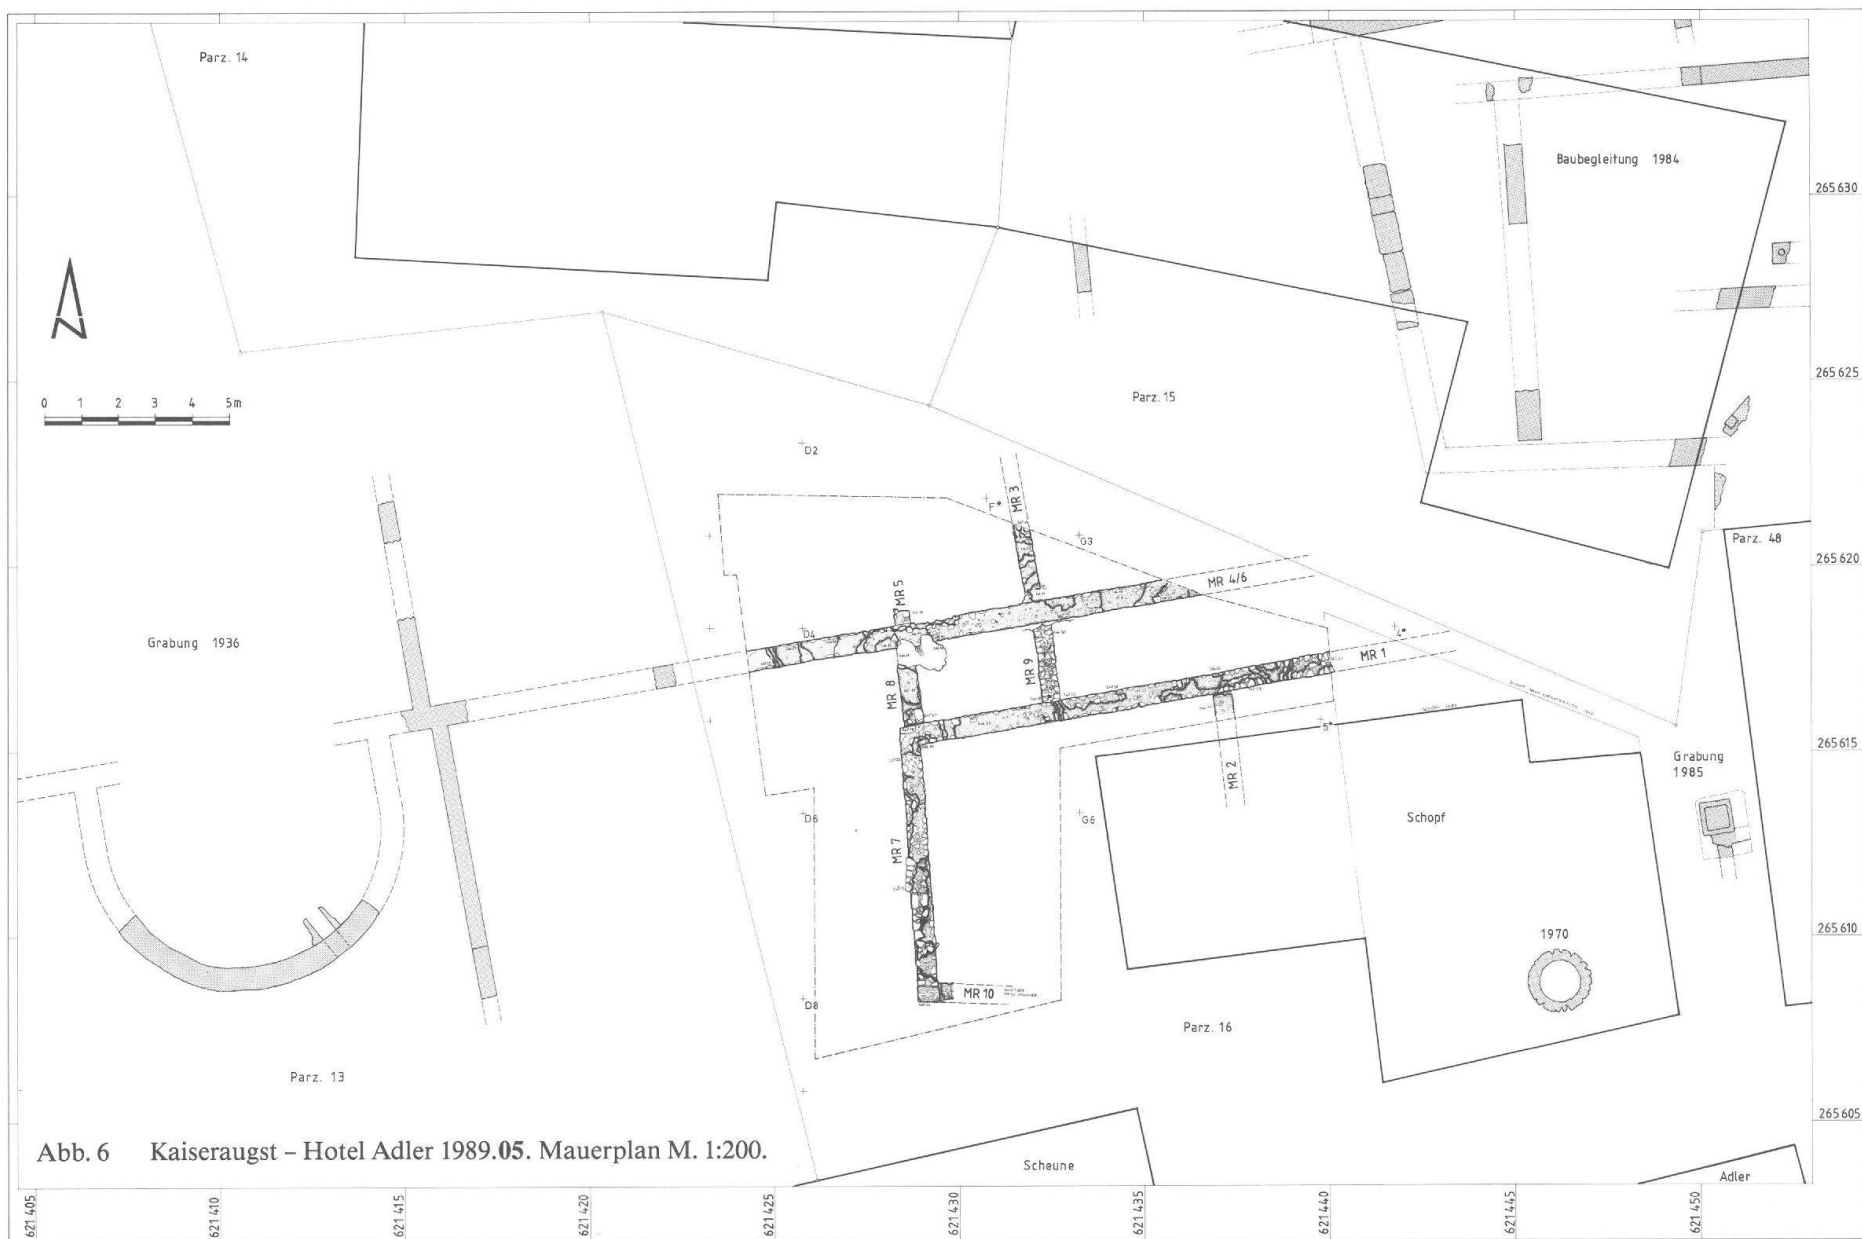 Parz. 14
Baubegleitung 1984
265 630
0 1 2 3 4 5m
265 625
Parz. 15
D2
MR 3
F*
G3
Parz. 48
265 620
MR 5
MR 4/6
Grabung 1936
D4
4*
MR 1
MR 9
MR 8
5*
265 615
Grabung
1985
MR 2
D6
G6
Schopf
MR 7
265 610
1970
MR 10
D8
Parz. 16
Parz. 13
265 605
Abb. 6 Kaiseraugst – Hotel Adler 1989.05. Mauerplan M. 1:200.
Scheune
Adler
621 405
621 410
621 415
621 420
621 425
621 430
621 435
621 440
621 445
621 450